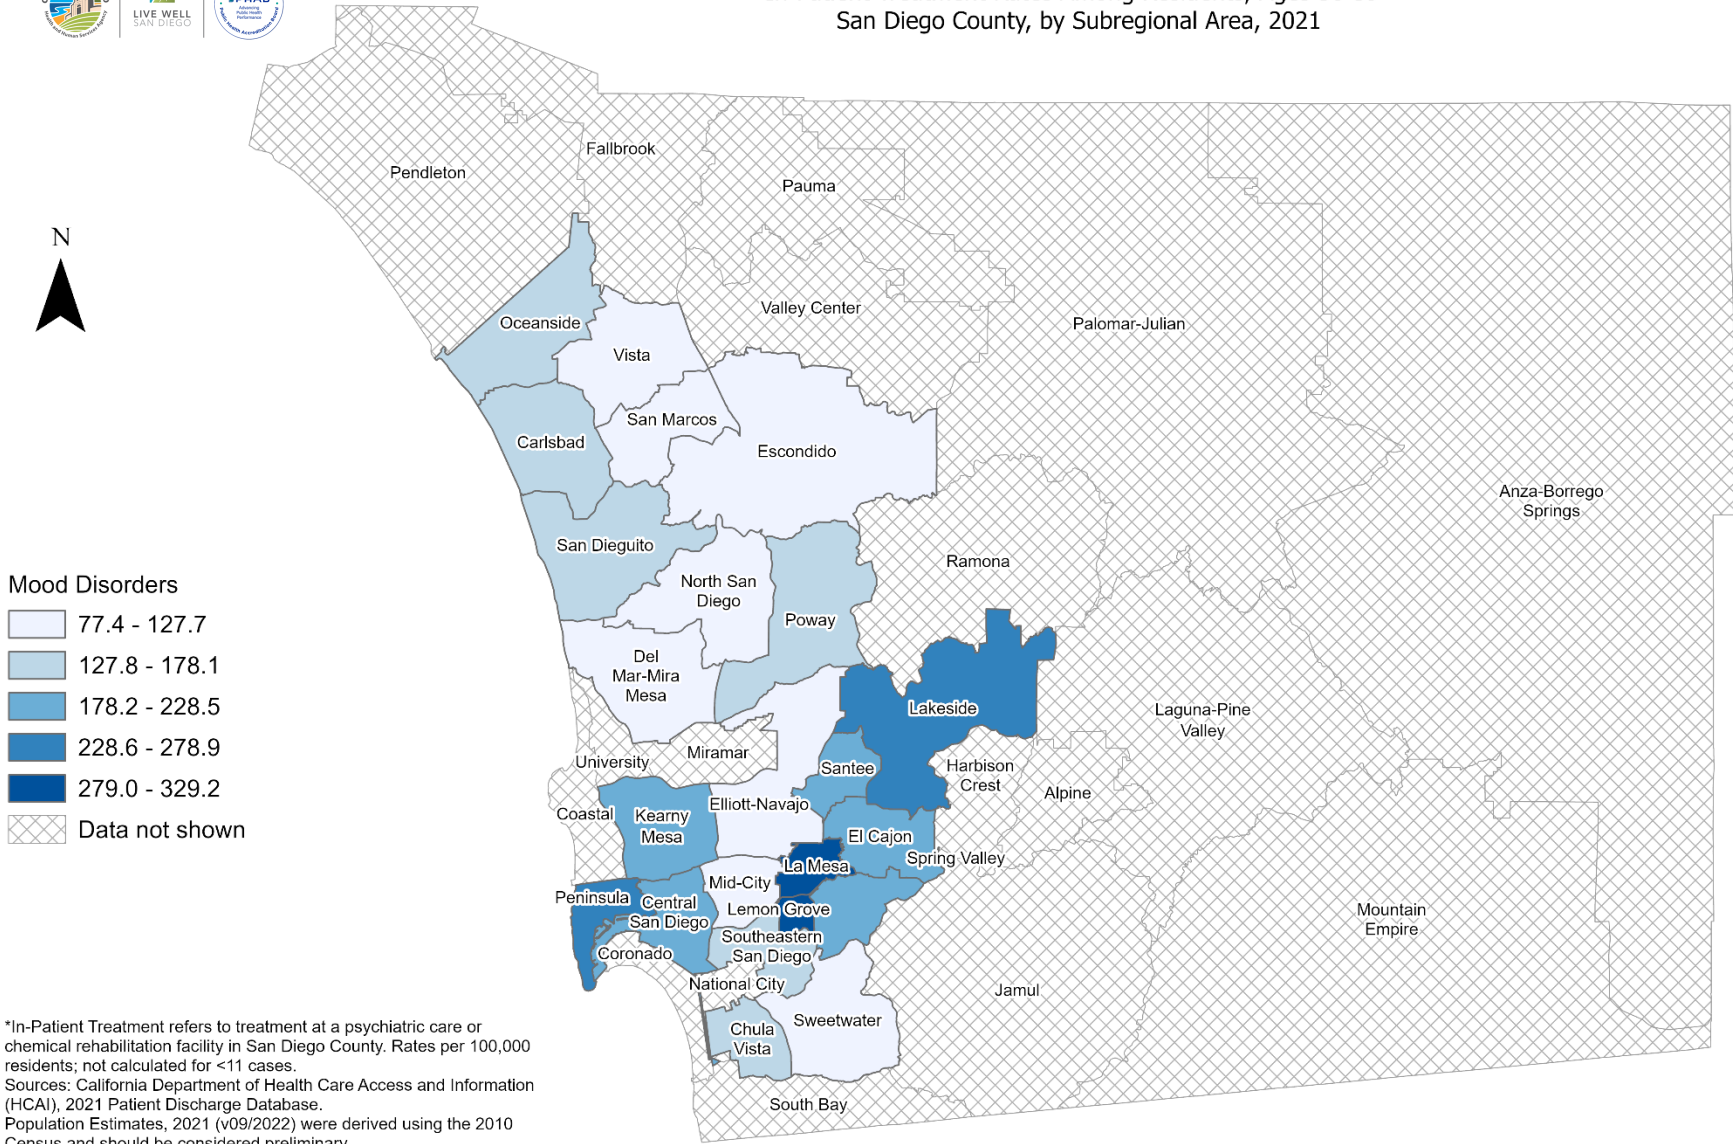 LIVE WELL
SAN DIEGO
San Diego County, by Subregional Area, 2021
N
Pendleton
Fallbrook
Pauma
Valley Center
Palomar-Julian
Oceanside
Vista
San Marcos
Carlsbad
Escondido
Anza-Borrego
Springs
San Dieguito
North San
Diego
Ramona
Poway
Del
Mar-Mira
Mesa
Lakeside
Laguna-Pine
Valley
Miramar
University
Santee
Harbison
Crest
Alpine
Coastal
Kearny
Mesa
Elliott-Navajo
El Cajon
Spring Valley
La Mesa
Mid-City
Peninsula
Central
San Diego
Lemon Grove
Mountain
Empire
Southeastern
San Diego
Coronado
National City
Jamul
Sweetwater
Chula
Vista
South Bay
Mood Disorders
77.4 - 127.7
127.8 - 178.1
178.2 - 228.5
228.6 - 278.9
279.0 - 329.2
Data not shown
*In-Patient Treatment refers to treatment at a psychiatric care or
chemical rehabilitation facility in San Diego County. Rates per 100,000
residents; not calculated for <11 cases.
Sources: California Department of Health Care Access and Information
(HCAI), 2021 Patient Discharge Database.
Population Estimates, 2021 (v09/2022) were derived using the 2010
Census and should be considered preliminary.